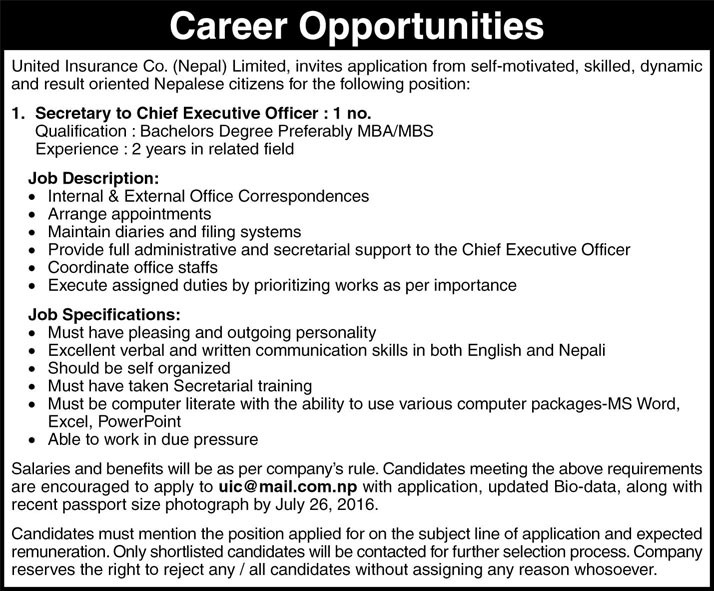 Career Opportunities
United Insurance Co. (Nepal) Limited, invites application from self-motivated, skilled, dynamic
and result oriented Nepalese citizens for the following position:
1. Secretary to Chief Executive Officer : 1 no.
Qualification : Bachelors Degree Preferably MBA/MBS
Experience : 2 years in related field
Job Description:
• Internal & External Office Correspondences
• Arrange appointments
• Maintain diaries and filing systems
• Provide full administrative and secretarial support to the Chief Executive Officer
• Coordinate office staffs
• Execute assigned duties by prioritizing works as per importance
Job Specifications:
• Must have pleasing and outgoing personality
• Excellent verbal and written communication skills in both English and Nepali
• Should be self organized
• Must have taken Secretarial training
• Must be computer literate with the ability to use various computer packages-MS Word,
Excel, PowerPoint
• Able to work in due pressure
Salaries and benefits will be as per company's rule. Candidates meeting the above requirements
are encouraged to apply to uic@mail.com.np with application, updated Bio-data, along with
recent passport size photograph by July 26, 2016.
Candidates must mention the position applied for on the subject line of application and expected
remuneration. Only shortlisted candidates will be contacted for further selection process. Company
reserves the right to reject any / all candidates without assigning any reason whosoever.